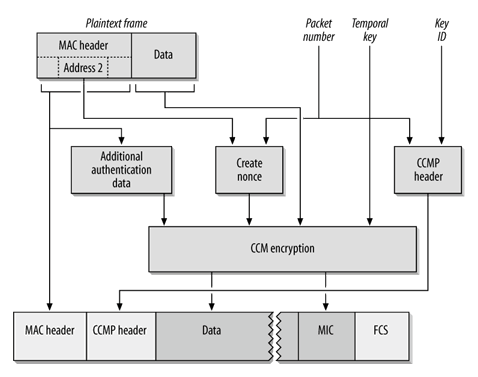 Plaintext frame
Packet number
Temporal key
Key ID
MAC header
Address 2
Data
Additional authentication data
Create nonce
CCMP header
CCM encryption
MAC header
CCMP header
Data
MIC
FCS